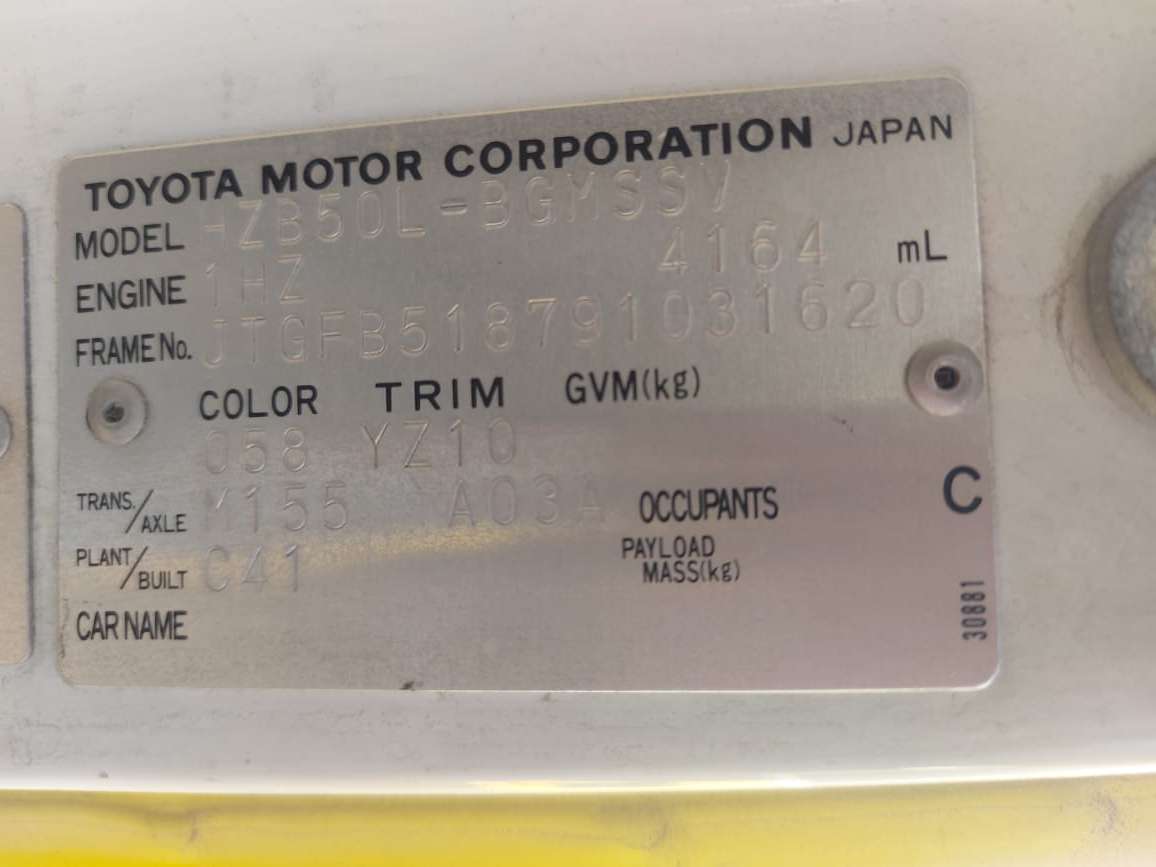 TOYOTA MOTOR CORPORATION JAPAN
MODEL HZB50L-BGMSSV
ENGINE 1HZ 4164 mL
FRAME No. JTGFB518791031620
COLOR TRIM GVM(kg)
058 YZ10
TRANS./AXLE M155 A03A OCCUPANTS C
PLANT/BUILT C41 PAYLOAD MASS(kg)
CAR NAME
30881